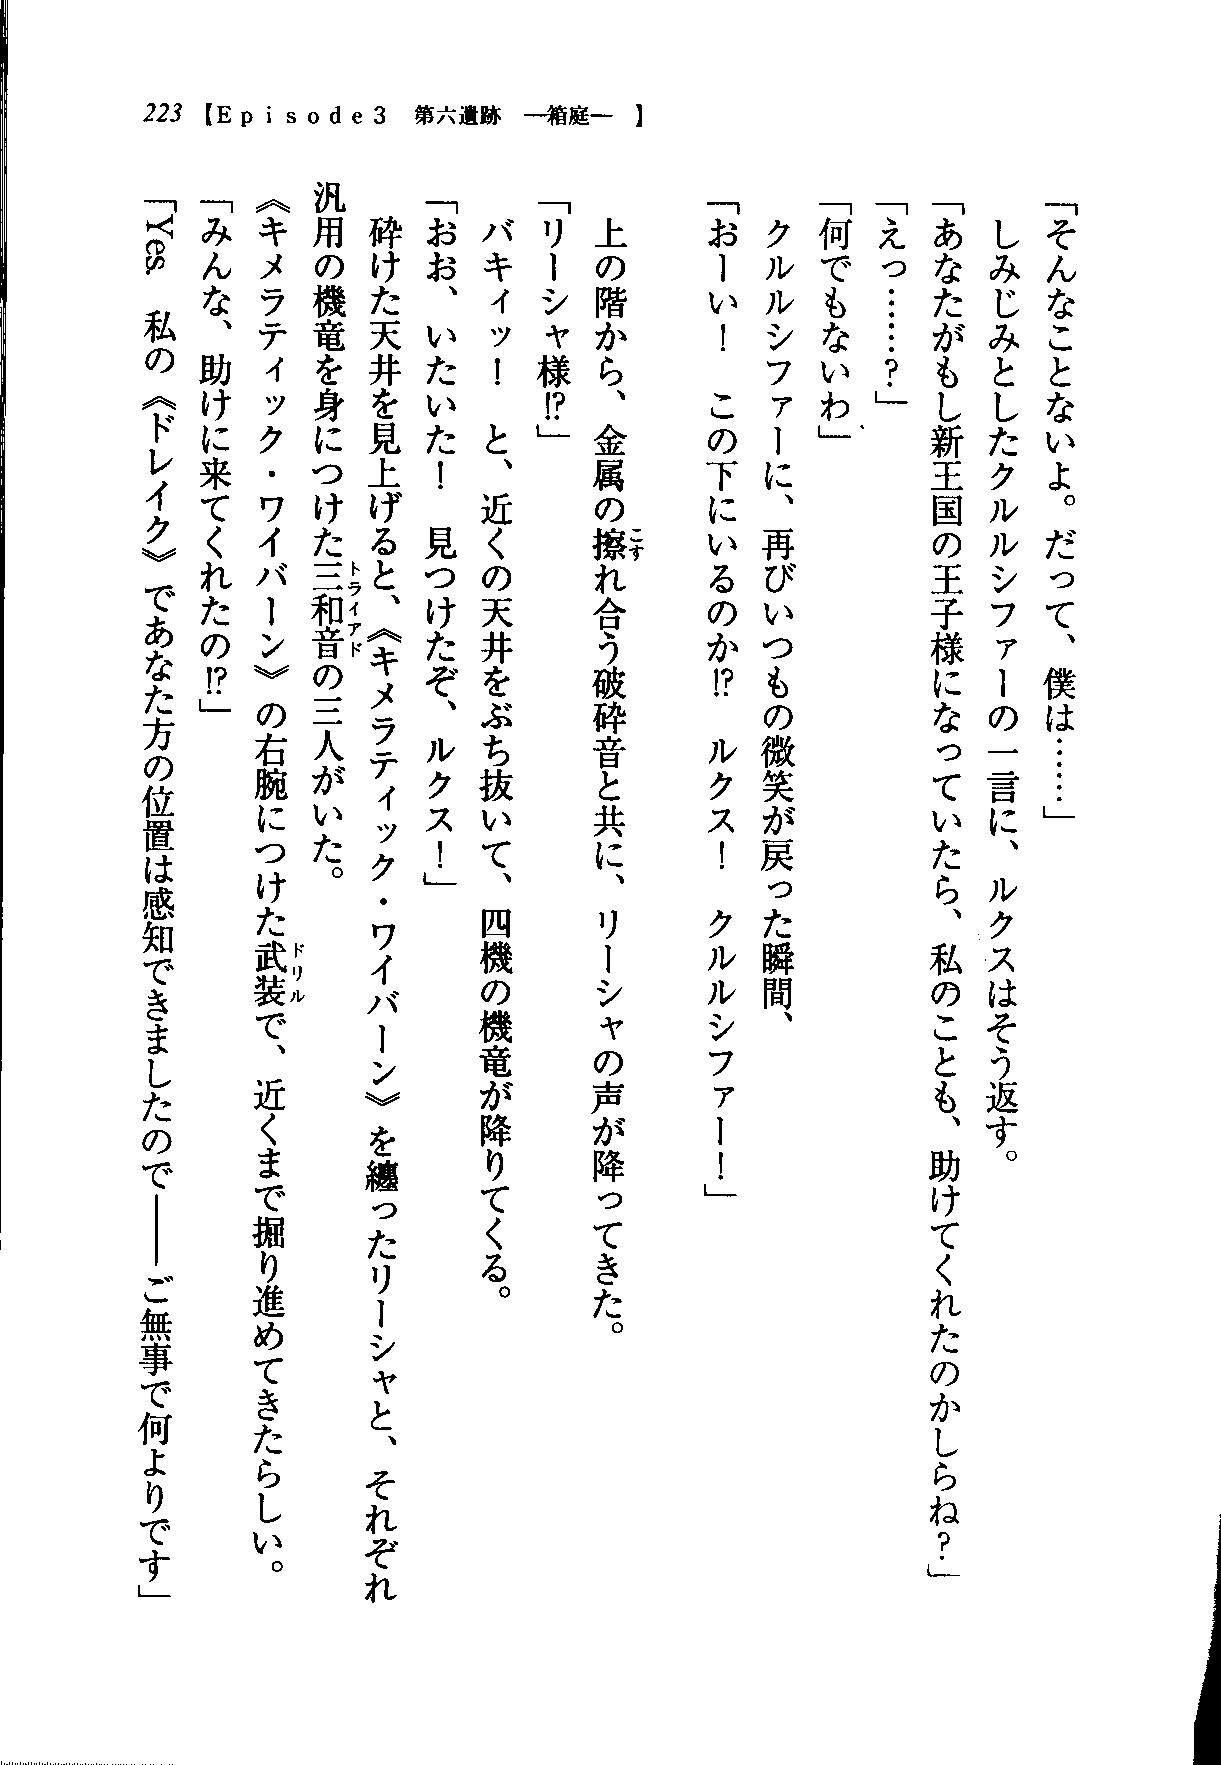 223【Episode3　第六遺跡　―箱庭―　】
「そんなことないよ。だって、僕は……」
　しみじみとしたクルルシファーの一言に、ルクスはそう返す。
「あなたがもし新王国の王子様になっていたら、私のことも、助けてくれたのかしらね？」
「えっ……？」
「何でもないわ」
　クルルシファーに、再びいつもの微笑が戻った瞬間、
「おーい！　この下にいるのか!?　ルクス！　クルルシファー！」
　上の階から、金属の擦れ合う破砕音と共に、リーシャの声が降ってきた。
こす
「リーシャ様!?」
　バキィッ！　と、近くの天井をぶち抜いて、四機の機竜が降りてくる。
「おお、いたいた！　見つけたぞ、ルクス！」
　砕けた天井を見上げると、《キメラティック・ワイバーン》を纏ったリーシャと、それぞれ
汎用の機竜を身につけた三和音の三人がいた。
トライアド
《キメラティック・ワイバーン》の右腕につけた武装で、近くまで掘り進めてきたらしい。
ドリル
「みんな、助けに来てくれたの!?」
「Yes　私の《ドレイク》であなた方の位置は感知できましたので――ご無事で何よりです」